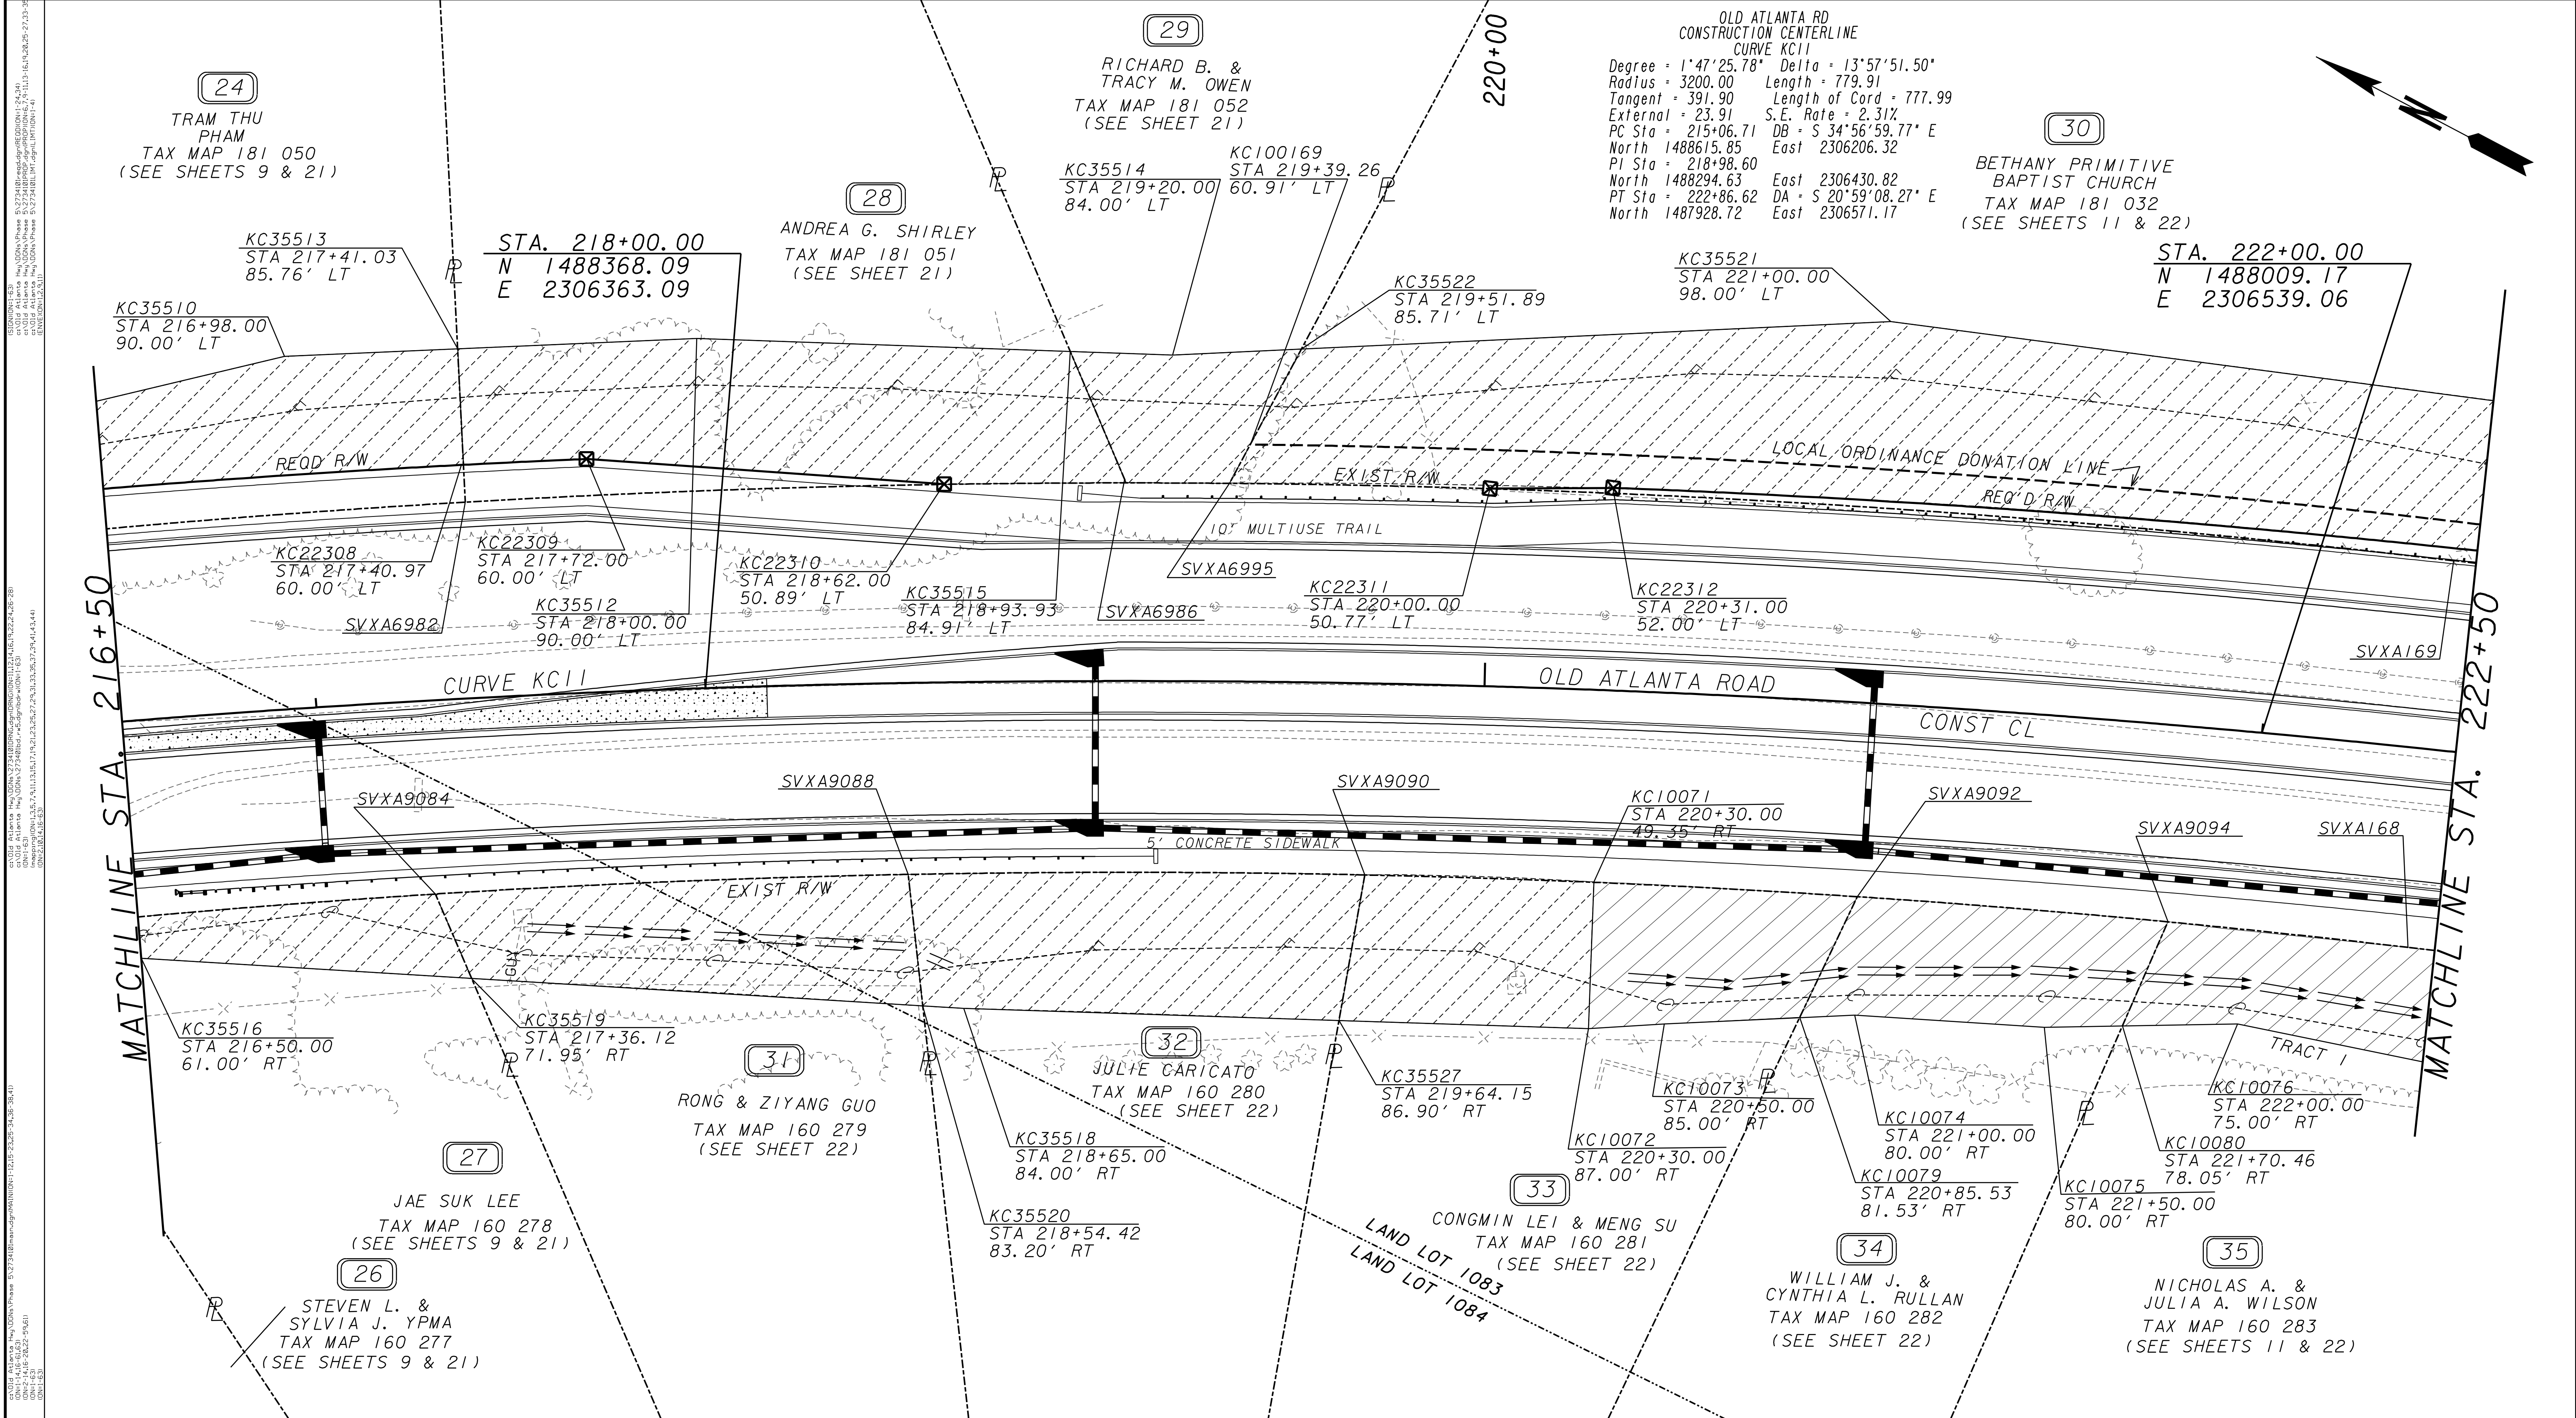 24
TRAM THU
PHAM
TAX MAP 181 050
(SEE SHEETS 9 & 21)
29
RICHARD B. &
TRACY M. OWEN
TAX MAP 181 052
(SEE SHEET 21)
28
ANDREA G. SHIRLEY
TAX MAP 181 051
(SEE SHEET 21)
220+00
OLD ATLANTA RD
CONSTRUCTION CENTERLINE
CURVE KC11
Degree = 1°47'25.78" Delta = 13°57'51.50"
Radius = 3200.00 Length = 779.91
Tangent = 391.90 Length of Cord = 777.99
External = 23.91 S.E. Rate = 2.31%
PC Sta = 215+06.71 DB = S 34°56'59.77" E
North 1488615.85 East 2306206.32
PI Sta = 218+98.60
North 1488294.63 East 2306430.82
PT Sta = 222+86.62 DA = S 20°59'08.27" E
North 1487928.72 East 2306571.17
N
30
BETHANY PRIMITIVE
BAPTIST CHURCH
TAX MAP 181 032
(SEE SHEETS 11 & 22)
KC35513
STA 217+41.03
85.76' LT
KC35510
STA 216+98.00
90.00' LT
STA. 218+00.00
N 1488368.09
E 2306363.09
KC35514
STA 219+20.00
84.00' LT
KC100169
STA 219+39.26
60.91' LT
KC35522
STA 219+51.89
85.71' LT
KC35521
STA 221+00.00
98.00' LT
STA. 222+00.00
N 1488009.17
E 2306539.06
REQD R/W
EXIST R/W
LOCAL ORDINANCE DONATION LINE
REQ'D R/W
10' MULTIUSE TRAIL
KC22308
STA 217+40.97
60.00' LT
KC22309
STA 217+72.00
60.00' LT
KC22310
STA 218+62.00
50.89' LT
KC35512
STA 218+00.00
90.00' LT
KC35515
STA 218+93.93
84.91' LT
SVXA6982
SVXA6986
SVXA6995
KC22311
STA 220+00.00
50.77' LT
KC22312
STA 220+31.00
52.00' LT
SVXA169
MATCHLINE STA. 216+50
CURVE KC11
OLD ATLANTA ROAD
CONST CL
MATCHLINE STA. 222+50
SVXA9084
SVXA9088
SVXA9090
KC10071
STA 220+30.00
49.35' RT
SVXA9092
SVXA9094
SVXA168
5' CONCRETE SIDEWALK
EXIST R/W
GUY
KC35516
STA 216+50.00
61.00' RT
KC35519
STA 217+36.12
71.95' RT
31
RONG & ZIYANG GUO
TAX MAP 160 279
(SEE SHEET 22)
32
JULIE CARICATO
TAX MAP 160 280
(SEE SHEET 22)
KC35527
STA 219+64.15
86.90' RT
KC10073
STA 220+50.00
85.00' RT
TRACT 1
KC10076
STA 222+00.00
75.00' RT
KC10074
STA 221+00.00
80.00' RT
KC10080
STA 221+70.46
78.05' RT
KC35518
STA 218+65.00
84.00' RT
KC10072
STA 220+30.00
87.00' RT
KC10079
STA 220+85.53
81.53' RT
KC10075
STA 221+50.00
80.00' RT
27
JAE SUK LEE
TAX MAP 160 278
(SEE SHEETS 9 & 21)
KC35520
STA 218+54.42
83.20' RT
33
CONGMIN LEI & MENG SU
TAX MAP 160 281
(SEE SHEET 22)
LAND LOT 1083
LAND LOT 1084
26
STEVEN L. &
SYLVIA J. YPMA
TAX MAP 160 277
(SEE SHEETS 9 & 21)
34
WILLIAM J. &
CYNTHIA L. RULLAN
TAX MAP 160 282
(SEE SHEET 22)
35
NICHOLAS A. &
JULIA A. WILSON
TAX MAP 160 283
(SEE SHEETS 11 & 22)